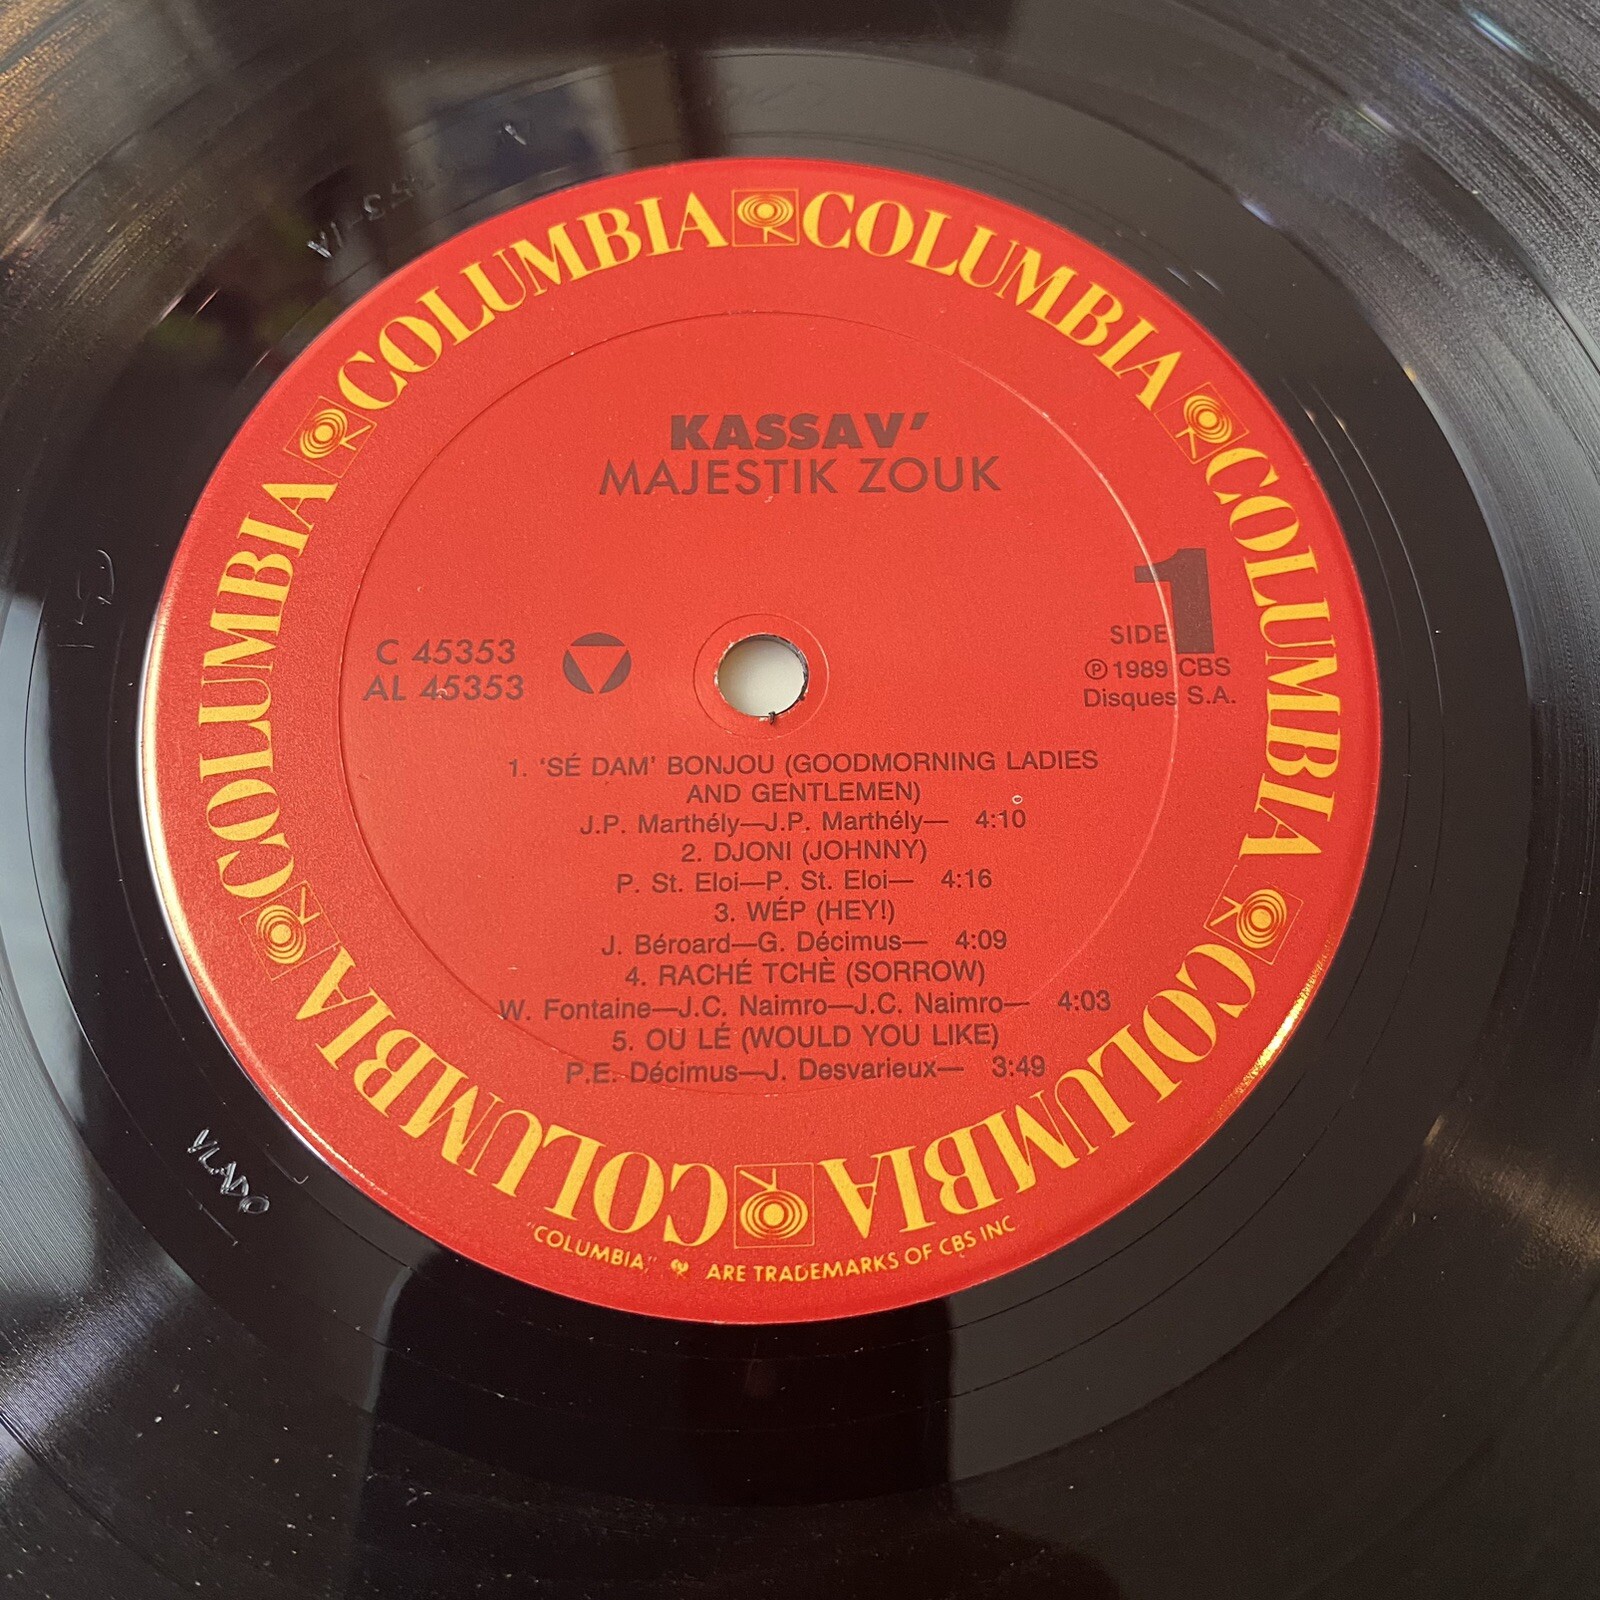 COLUMBIA COLUMBIA COLUMBIA COLUMBIA COLUMBIA COLUMBIA COLUMBIA COLUMBIA
KASSAV’
MAJESTIK ZOUK
C 45353
AL 45353
SIDE 1
℗ 1989 CBS
Disques S.A.
1. ‘SÉ DAM’ BONJOU (GOODMORNING LADIES
AND GENTLEMEN)
J.P. Marthély—J.P. Marthély— 4:10
2. DJONI (JOHNNY)
P. St. Eloi—P. St. Eloi— 4:16
3. WÉP (HEY!)
J. Béroard—G. Décimus— 4:09
4. RACHÉ TCHÈ (SORROW)
W. Fontaine—J.C. Naimro—J.C. Naimro— 4:03
5. OU LÉ (WOULD YOU LIKE)
P.E. Décimus—J. Desvarieux— 3:49
"COLUMBIA," ARE TRADEMARKS OF CBS INC
VLADO